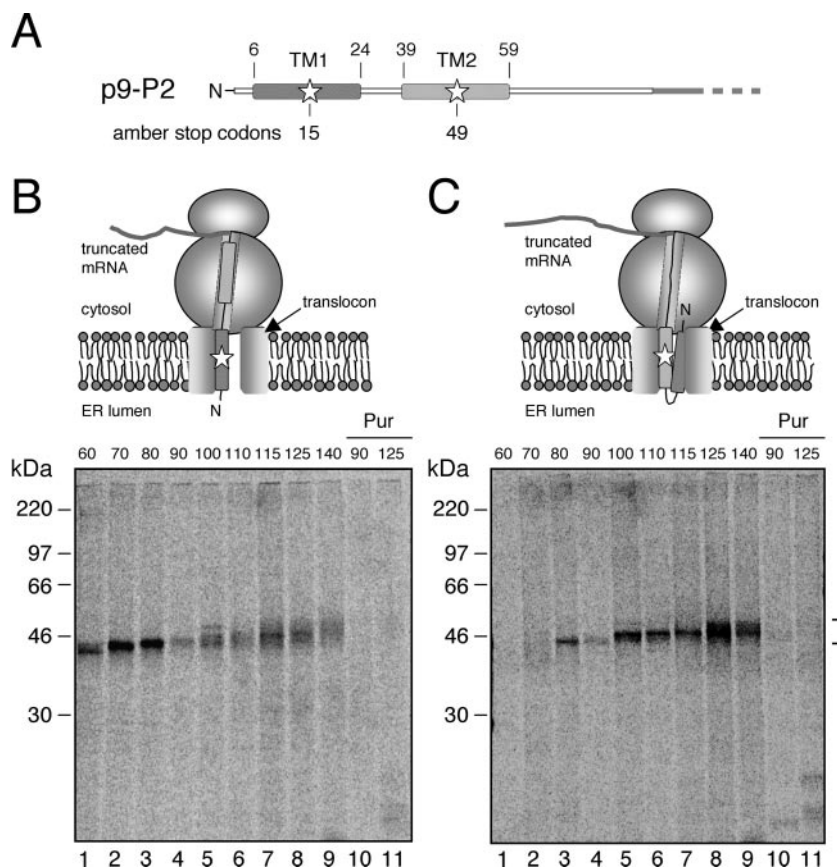 A
6 24 39 59
TM1 TM2
p9-P2 N
amber stop codons 15 49
B
truncated mRNA
cytosol
translocon
ER lumen
N
Pur
60 70 80 90 100 110 115 125 140 90 125
kDa
220
97
66
46
30
1 2 3 4 5 6 7 8 9 10 11
C
truncated mRNA
N
cytosol
translocon
ER lumen
Pur
60 70 80 90 100 110 115 125 140 90 125
kDa
220
97
66
46
30
1 2 3 4 5 6 7 8 9 10 11